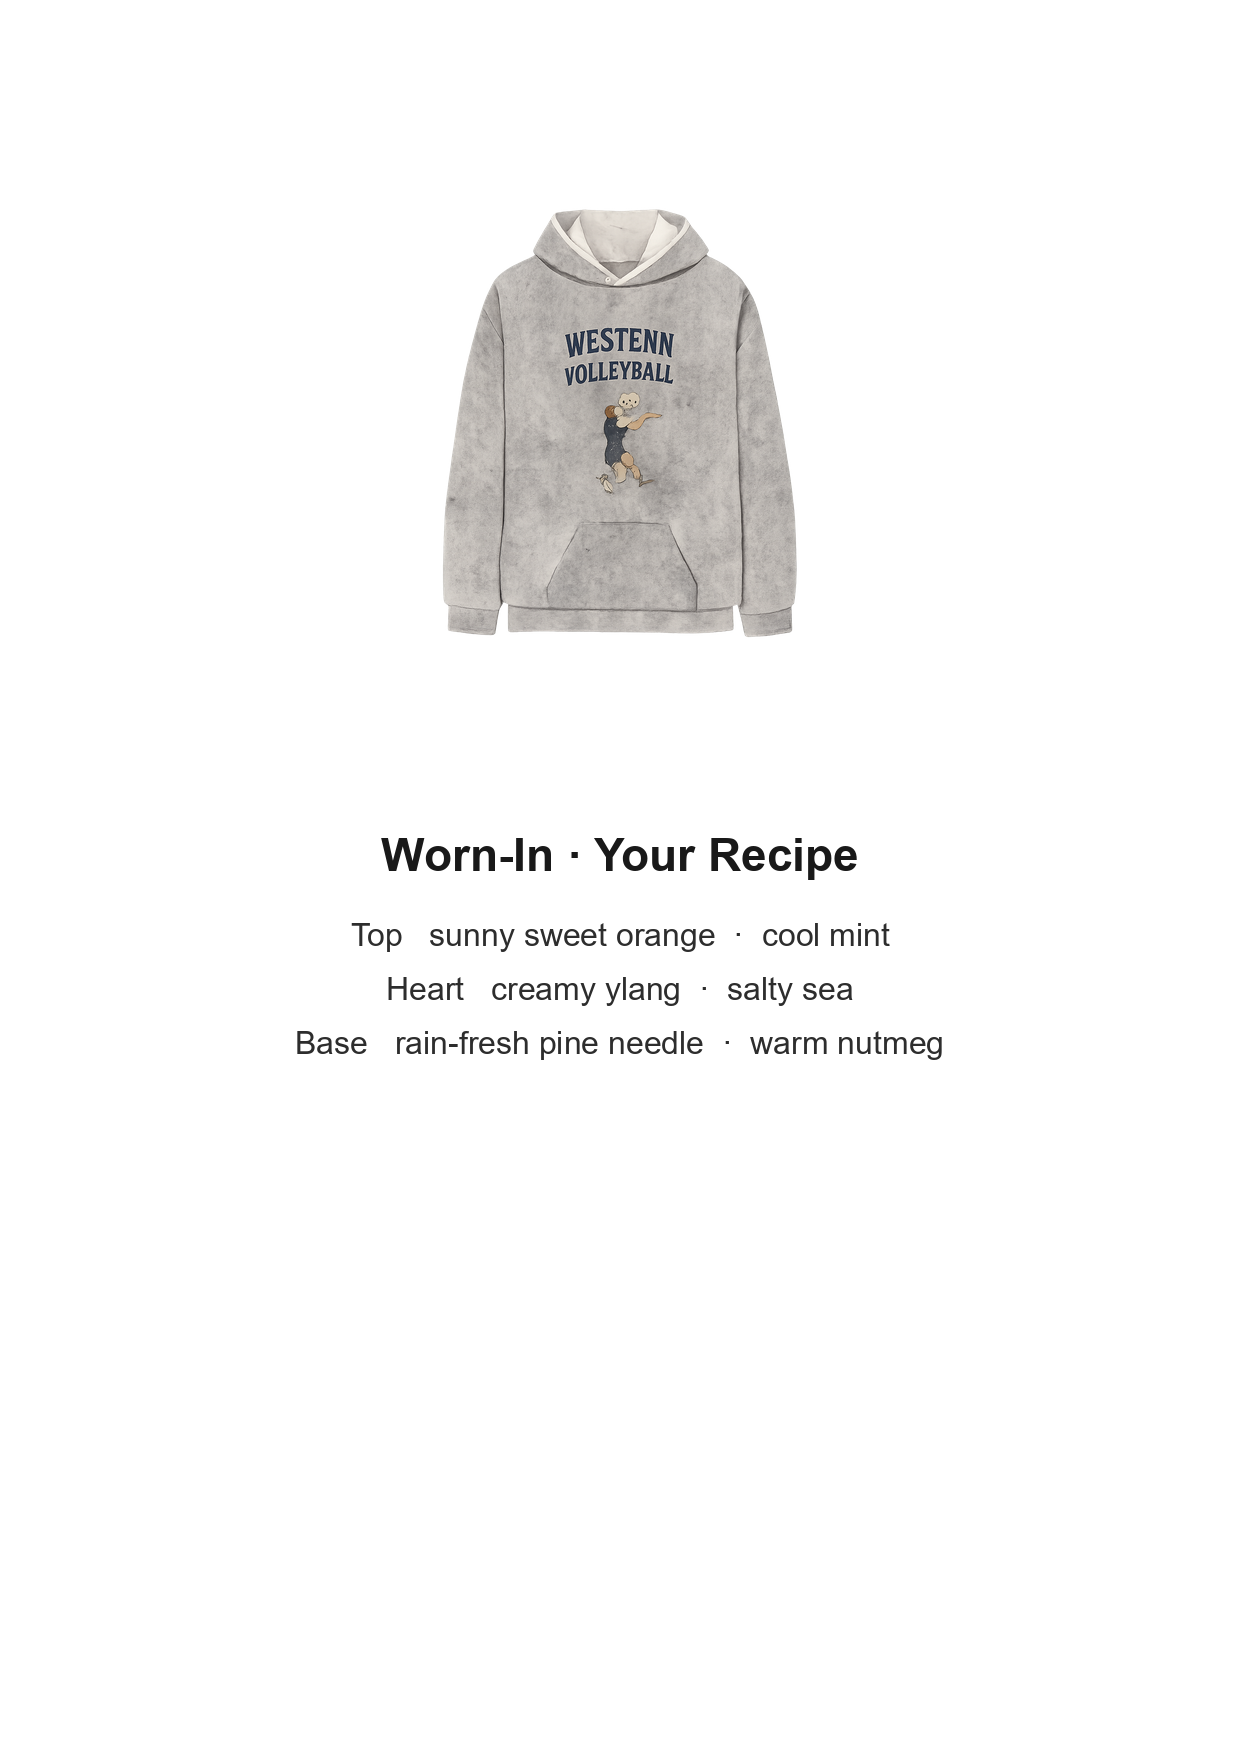 WESTENN
VOLLEYBALL
Worn-In · Your Recipe
Top sunny sweet orange · cool mint
Heart creamy ylang · salty sea
Base rain-fresh pine needle · warm nutmeg